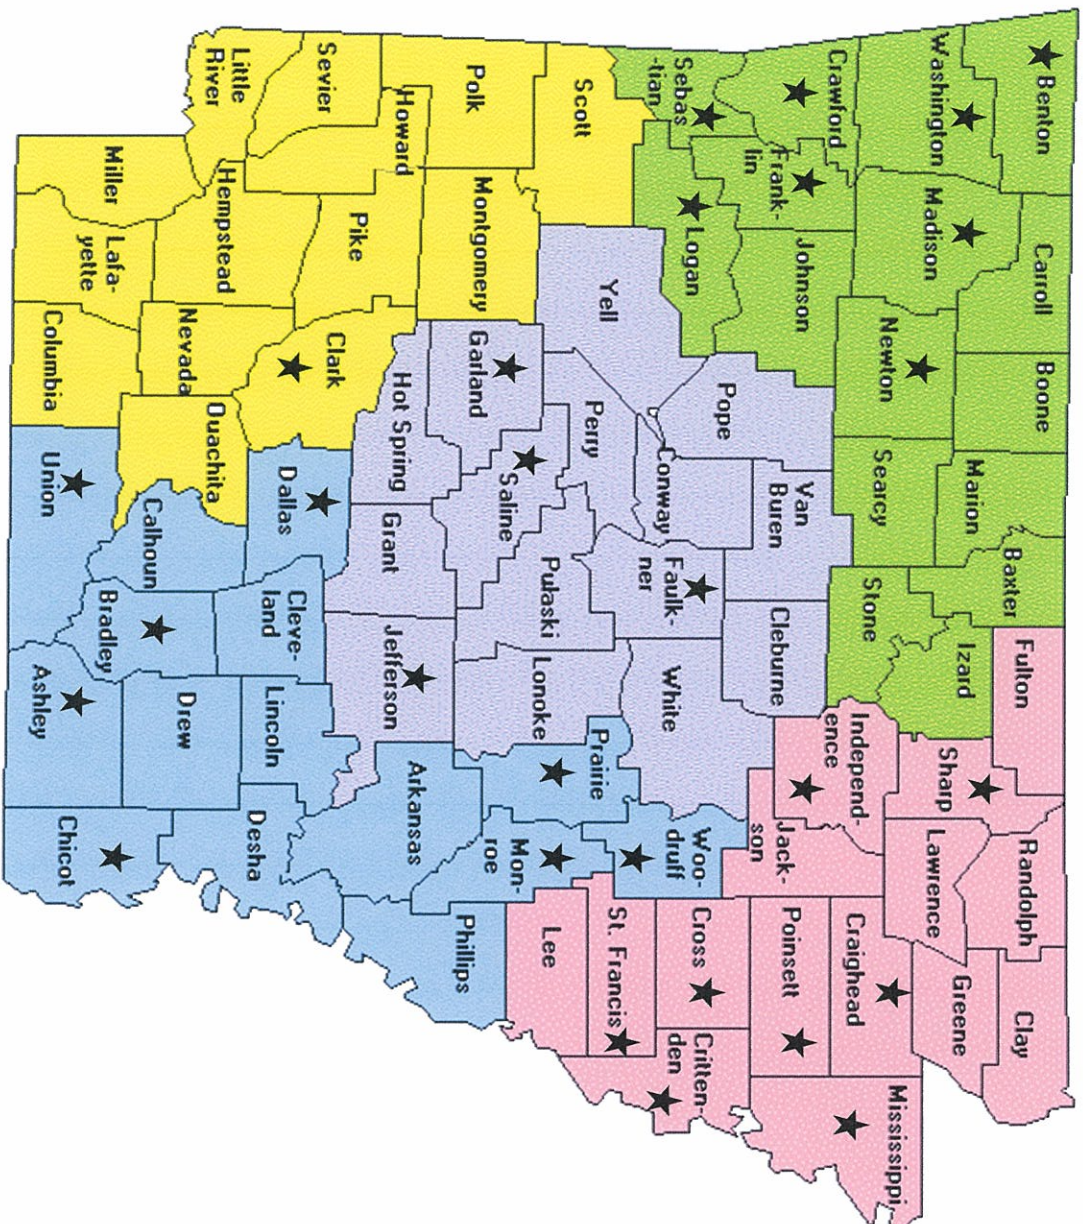 Benton
Carroll
Boone
Marion
Baxter
Fulton
Randolph
Clay
Washington
Madison
Newton
Searcy
Stone
Izard
Sharp
Lawrence
Greene
Crawford
Frank-
lin
Johnson
Pope
Van
Buren
Cleburne
Independ-
ence
Jack-
son
Craighead
Mississippi
Poinsett
Sebas
-tian
Logan
Yell
Conway
Faulk-
ner
White
Woo-
druff
Cross
Critten-
den
St. Francis
Scott
Perry
Pulaski
Lonoke
Prairie
Mon-
roe
Lee
Phillips
Polk
Montgomery
Garland
Saline
Hot Spring
Grant
Jefferson
Arkansas
Sevier
Howard
Pike
Clark
Dallas
Cleve-
land
Lincoln
Desha
Little
River
Hempstead
Nevada
Ouachita
Calhoun
Bradley
Drew
Miller
Lafa-
yette
Columbia
Union
Ashley
Chicot